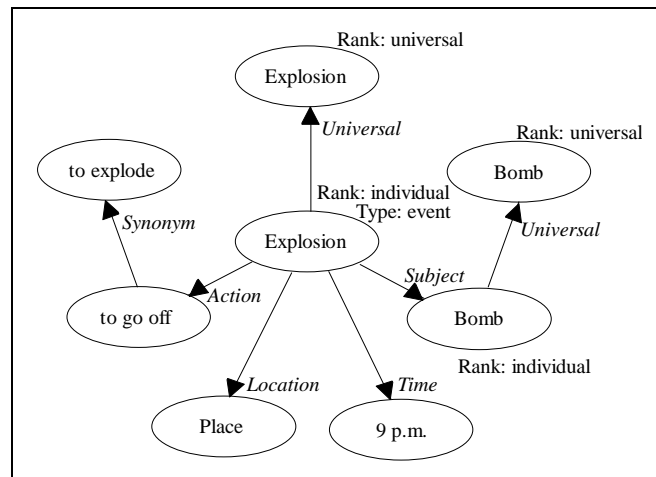 Rank: universal
Explosion
Universal
Rank: universal
to explode
Bomb
Rank: individual
Type: event
Synonym
Universal
Explosion
Subject
Action
to go off
Bomb
Rank: individual
Location
Time
Place
9 p.m.